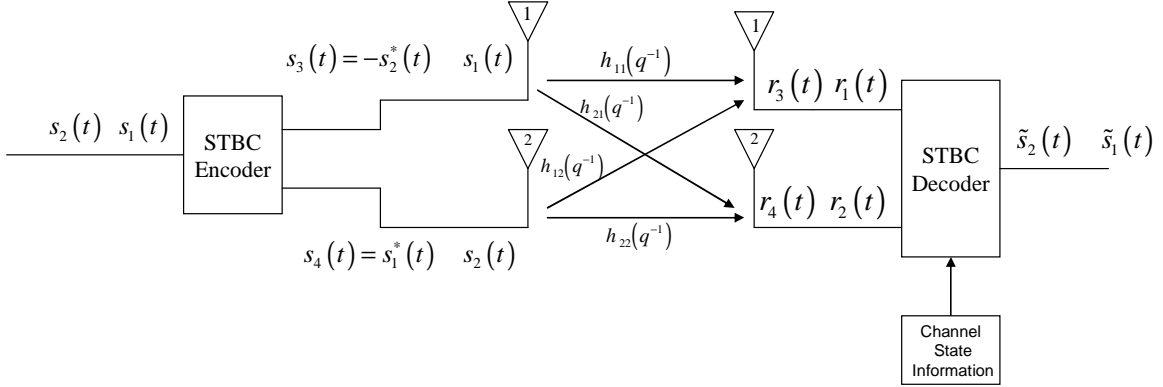 1
1
s₃(t) = −s₂*(t) s₁(t)
h₁₁(q⁻¹)
r₃(t) r₁(t)
h₂₁(q⁻¹)
s₂(t) s₁(t)
STBC
Encoder
2
2
STBC
Decoder
s̃₂(t) s̃₁(t)
h₁₂(q⁻¹)
r₄(t) r₂(t)
h₂₂(q⁻¹)
s₄(t) = s₁*(t) s₂(t)
Channel
State
Information